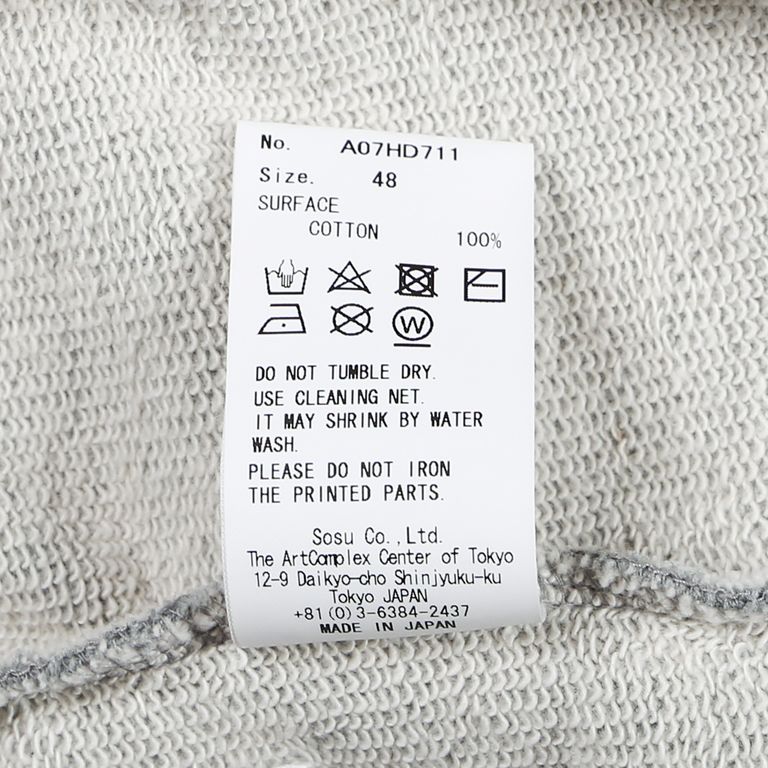 No. A07HD711
Size. 48
SURFACE
COTTON 100%
W
DO NOT TUMBLE DRY.
USE CLEANING NET.
IT MAY SHRINK BY WATER
WASH.
PLEASE DO NOT IRON
THE PRINTED PARTS.
Sosu Co.,Ltd.
The ArtComplex Center of Tokyo
12-9 Daikyo-cho Shinjyuku-ku
Tokyo JAPAN
+81(0)3-6384-2437
MADE IN JAPAN